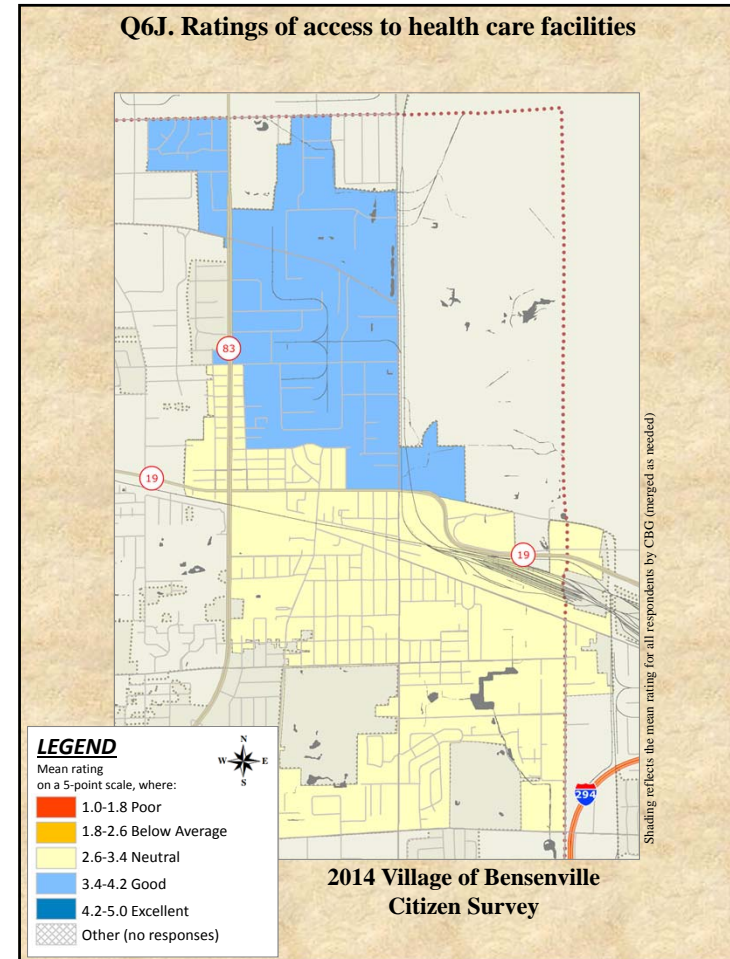 Q6J. Ratings of access to health care facilities
83
19
19
294
Shading reflects the mean rating for all respondents by CBG (merged as needed)
LEGEND
Mean rating
on a 5-point scale, where:
N
W E
S
1.0-1.8 Poor
1.8-2.6 Below Average
2.6-3.4 Neutral
3.4-4.2 Good
4.2-5.0 Excellent
Other (no responses)
2014 Village of Bensenville
Citizen Survey